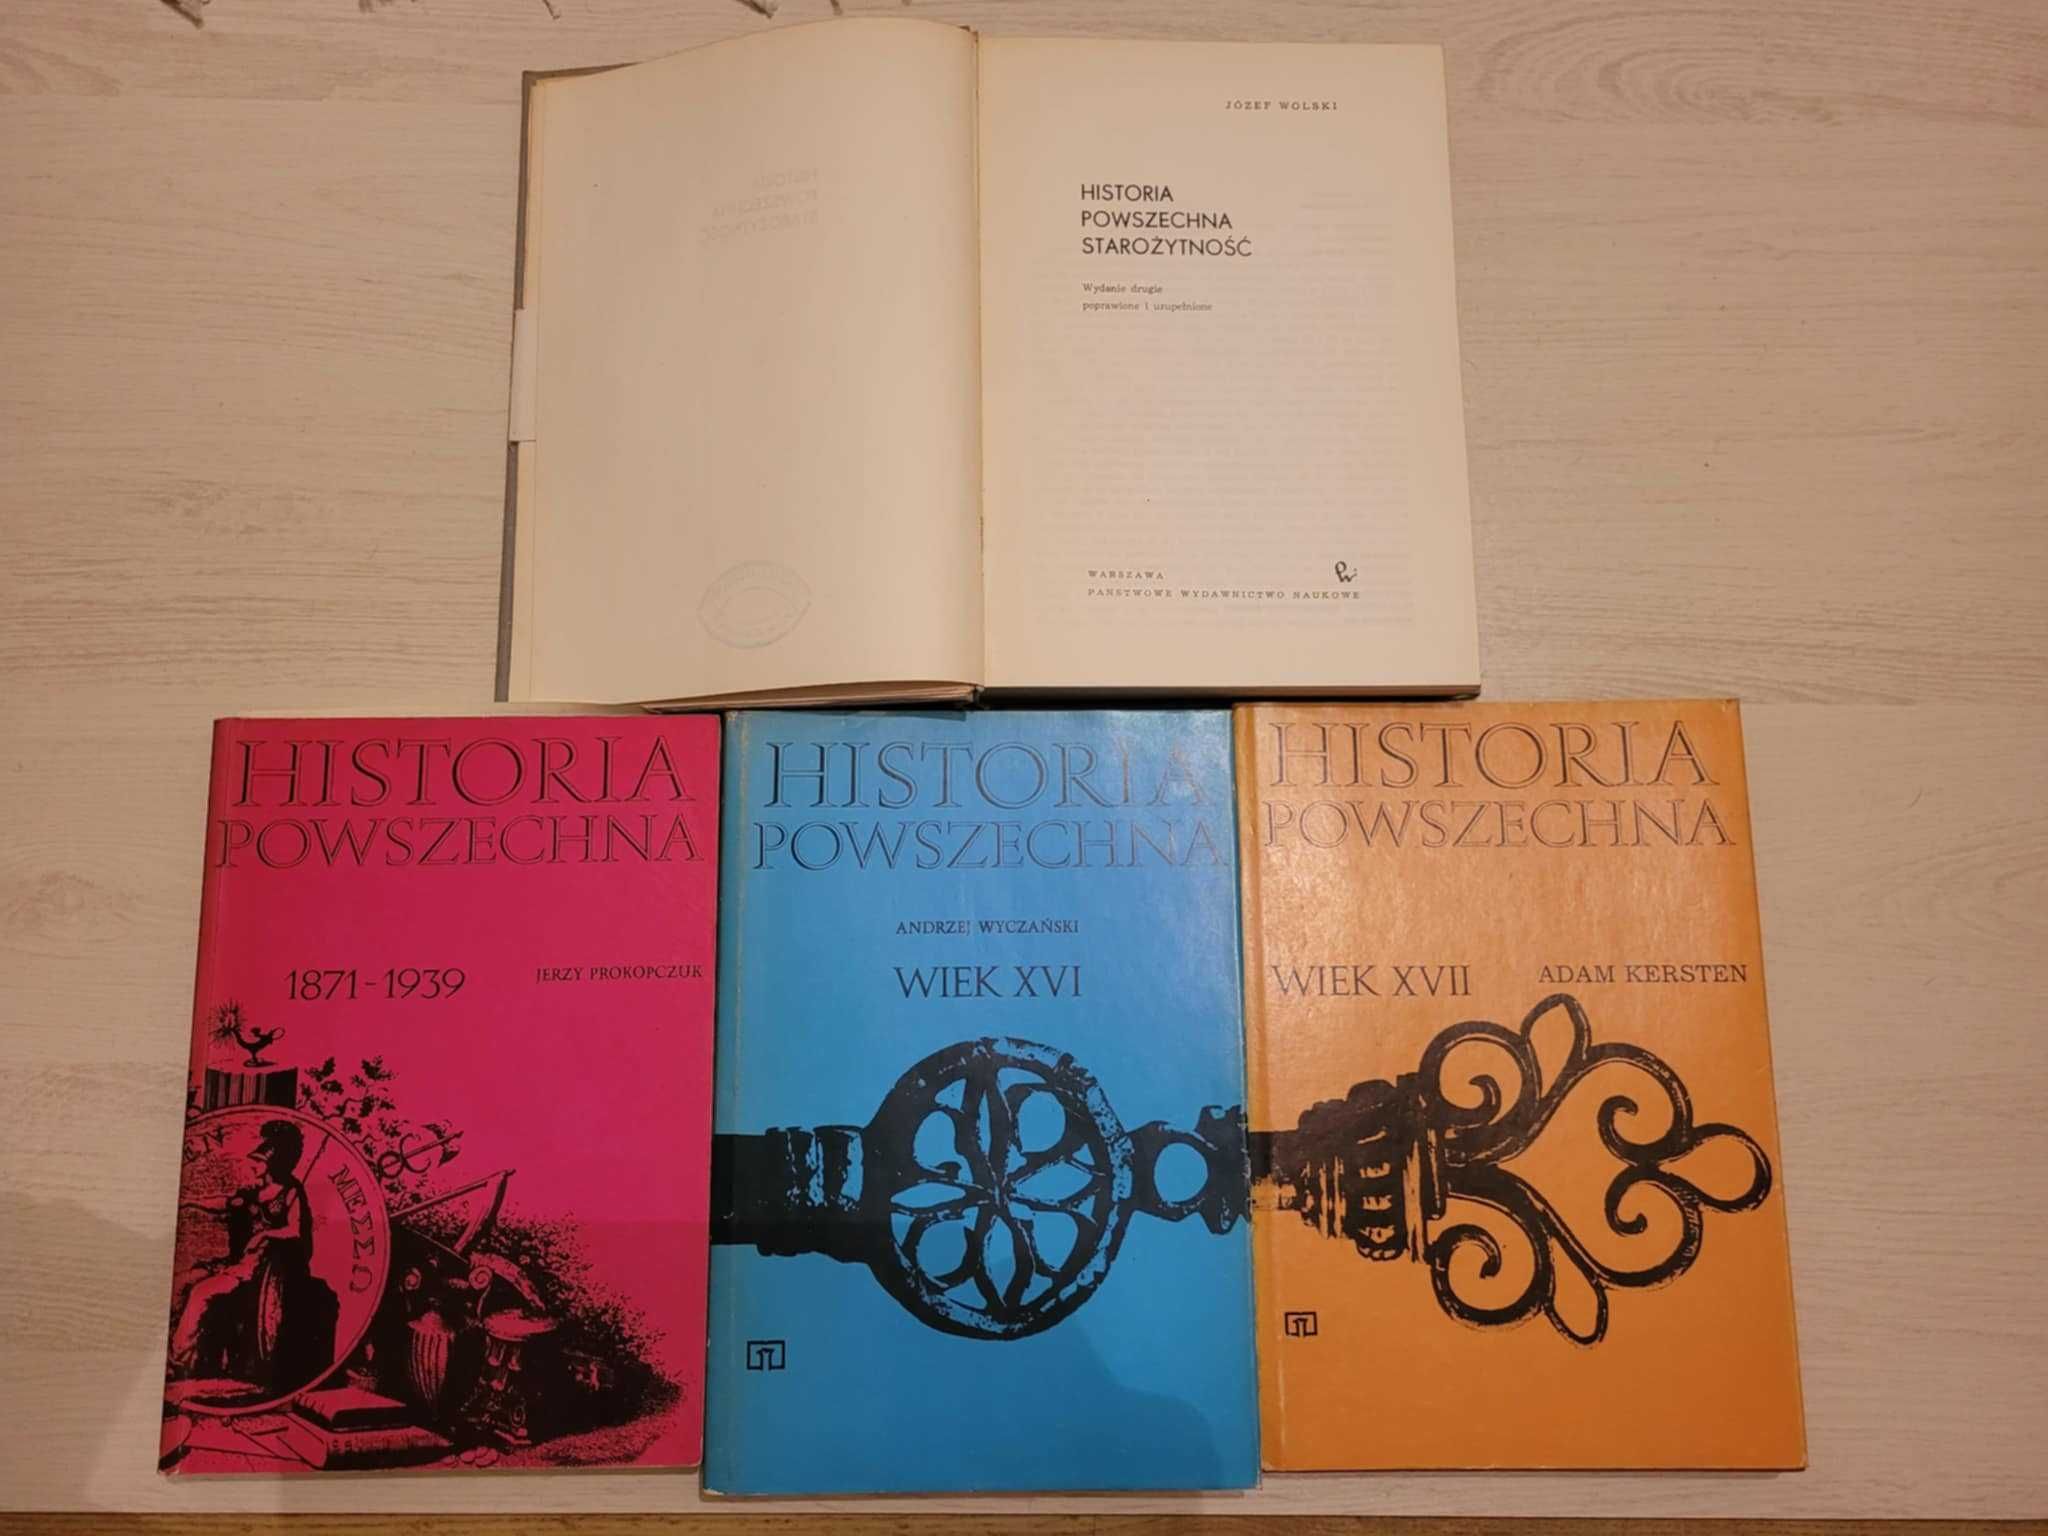 JÓZEF WOLSKI
HISTORIA
POWSZECHNA
STAROŻYTNOŚĆ
Wydanie drugie
poprawione i uzupełnione
WARSZAWA
PAŃSTWOWE WYDAWNICTWO NAUKOWE
HISTORIA
POWSZECHNA
1871-1939
JERZY PROKOPCZUK
ΜΕΣΣΩ
HISTORIA
POWSZECHNA
ANDRZEJ WYCZAŃSKI
WIEK XVI
HISTORIA
POWSZECHNA
WIEK XVII
ADAM KERSTEN